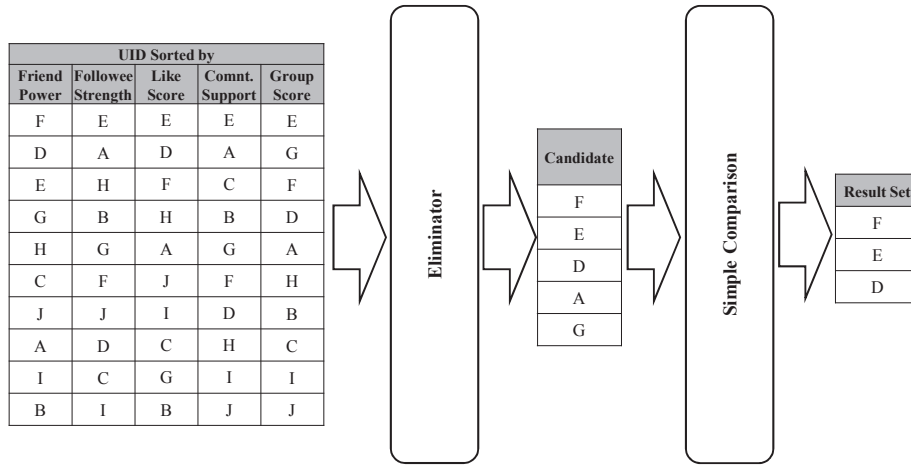 UID Sorted by
Friend Power Followee Strength Like Score Comnt. Support Group Score
F E E E E
D A D A G
E H F C F
G B H B D
H G A G A
C F J F H
J J I D B
A D C H C
I C G I I
B I B J J
Eliminator
Candidate
F
E
D
A
G
Simple Comparison
Result Set
F
E
D